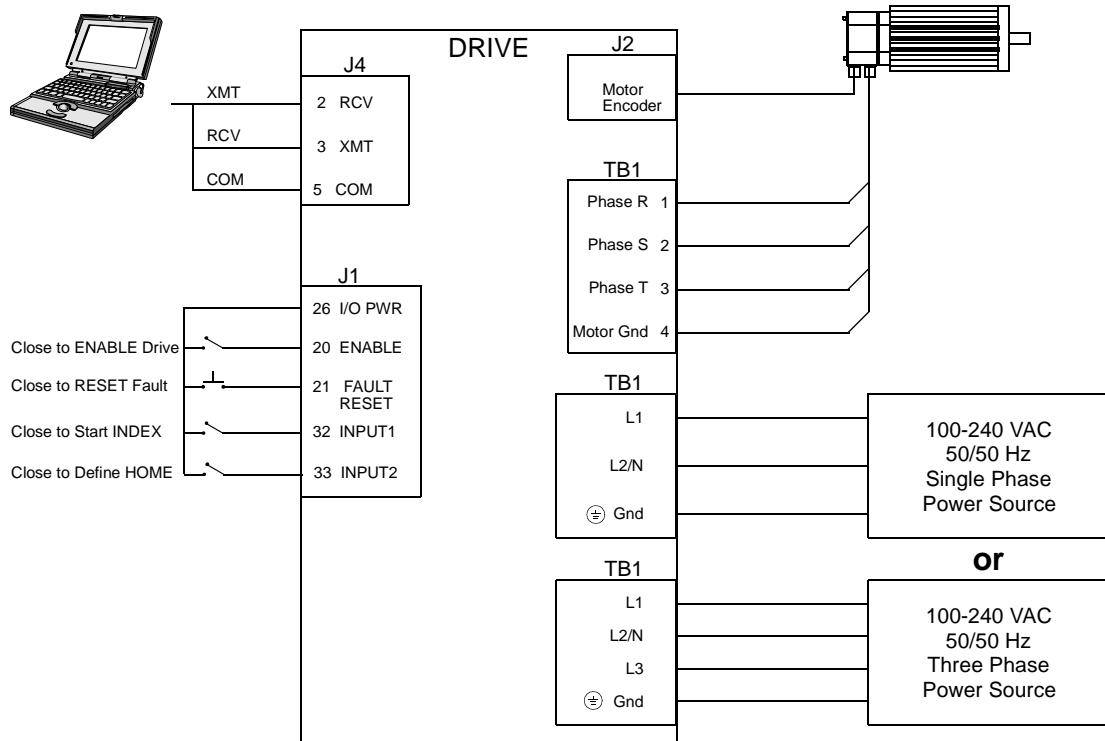 DRIVE
J4
XMT
2 RCV
RCV
3 XMT
COM
5 COM
J1
26 I/O PWR
Close to ENABLE Drive
20 ENABLE
Close to RESET Fault
21 FAULT
RESET
Close to Start INDEX
32 INPUT1
Close to Define HOME
33 INPUT2
J2
Motor
Encoder
TB1
Phase R 1
Phase S 2
Phase T 3
Motor Gnd 4
TB1
L1
L2/N
Gnd
100-240 VAC
50/50 Hz
Single Phase
Power Source
or
TB1
L1
L2/N
L3
Gnd
100-240 VAC
50/50 Hz
Three Phase
Power Source